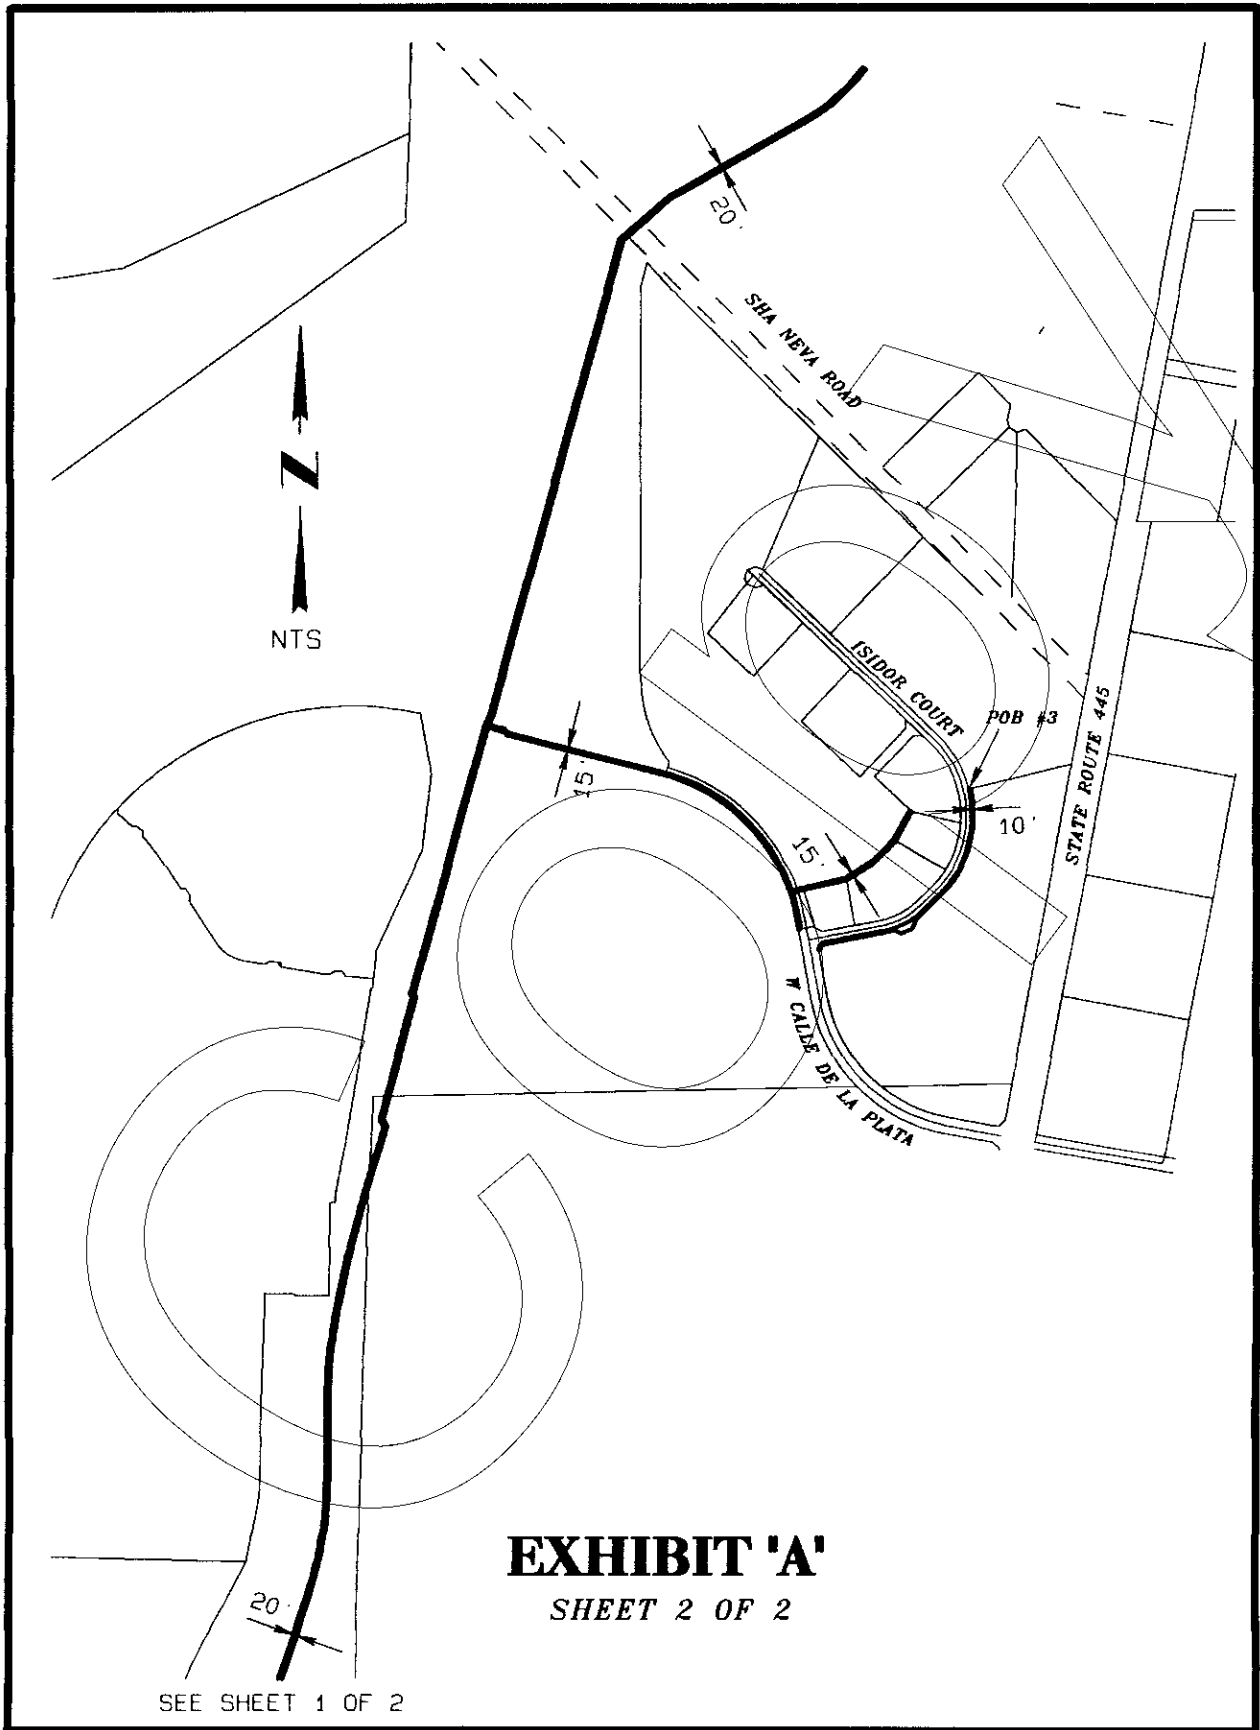 20'
SHA NEVA ROAD
N
NTS
ISIDOR COURT
POB #3
STATE ROUTE 445
15'
10'
15'
W CALLE DE LA PLATA
EXHIBIT "A"
SHEET 2 OF 2
20'
SEE SHEET 1 OF 2